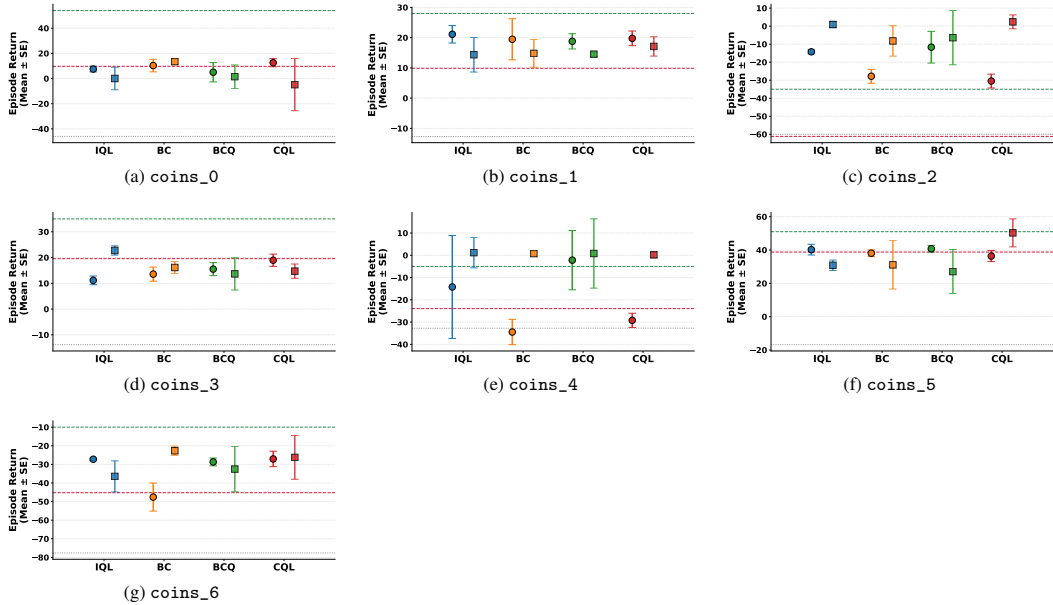 Episode Return
(Mean ± SE)
40
20
0
−20
−40
IQL BC BCQ CQL
(a) coins_0
Episode Return
(Mean ± SE)
30
20
10
0
−10
IQL BC BCQ CQL
(b) coins_1
Episode Return
(Mean ± SE)
10
0
−10
−20
−30
−40
−50
−60
IQL BC BCQ CQL
(c) coins_2
Episode Return
(Mean ± SE)
30
20
10
0
−10
IQL BC BCQ CQL
(d) coins_3
Episode Return
(Mean ± SE)
10
0
−10
−20
−30
−40
IQL BC BCQ CQL
(e) coins_4
Episode Return
(Mean ± SE)
60
40
20
0
−20
IQL BC BCQ CQL
(f) coins_5
Episode Return
(Mean ± SE)
−10
−20
−30
−40
−50
−60
−70
−80
IQL BC BCQ CQL
(g) coins_6